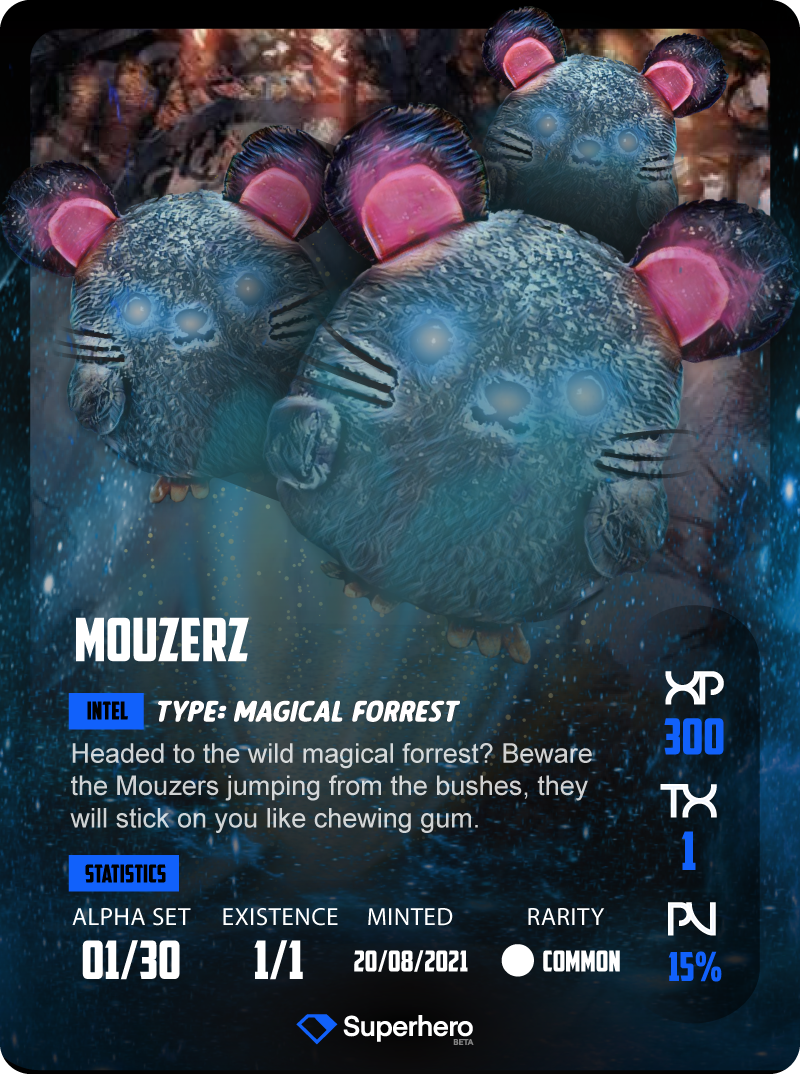 MOUZERZ
INTEL TYPE: MAGICAL FORREST
Headed to the wild magical forrest? Beware
the Mouzers jumping from the bushes, they
will stick on you like chewing gum.
STATISTICS
ALPHA SET EXISTENCE MINTED RARITY
01/30 1/1 20/08/2021 COMMON
XP
300
TX
1
PV
15%
Superhero
BETA